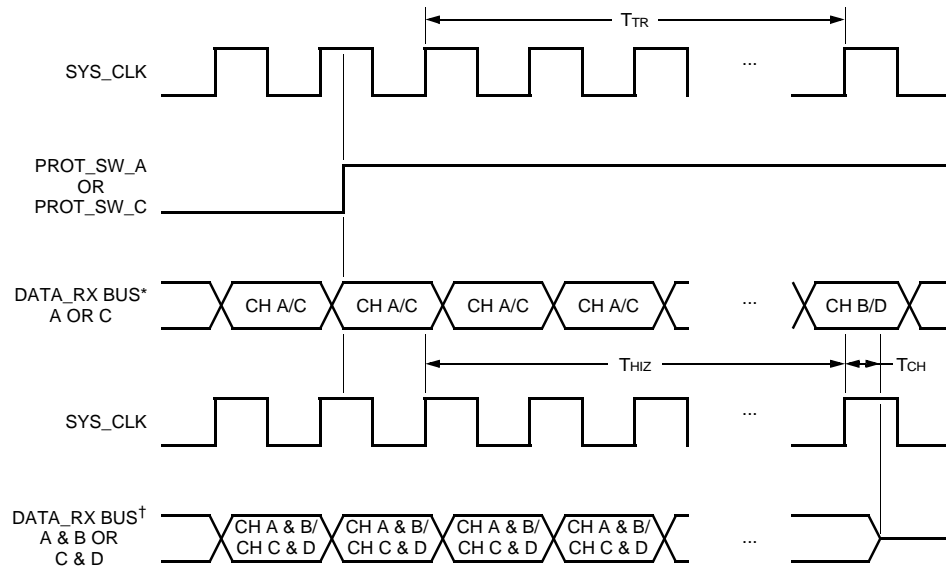 TTR
SYS_CLK
...
PROT_SW_A
OR
PROT_SW_C
DATA_RX BUS*
A OR C
CH A/C
CH A/C
CH A/C
CH A/C
...
CH B/D
THIZ
TCH
SYS_CLK
...
DATA_RX BUS†
A & B OR
C & D
CH A & B/
CH C & D
CH A & B/
CH C & D
CH A & B/
CH C & D
CH A & B/
CH C & D
...